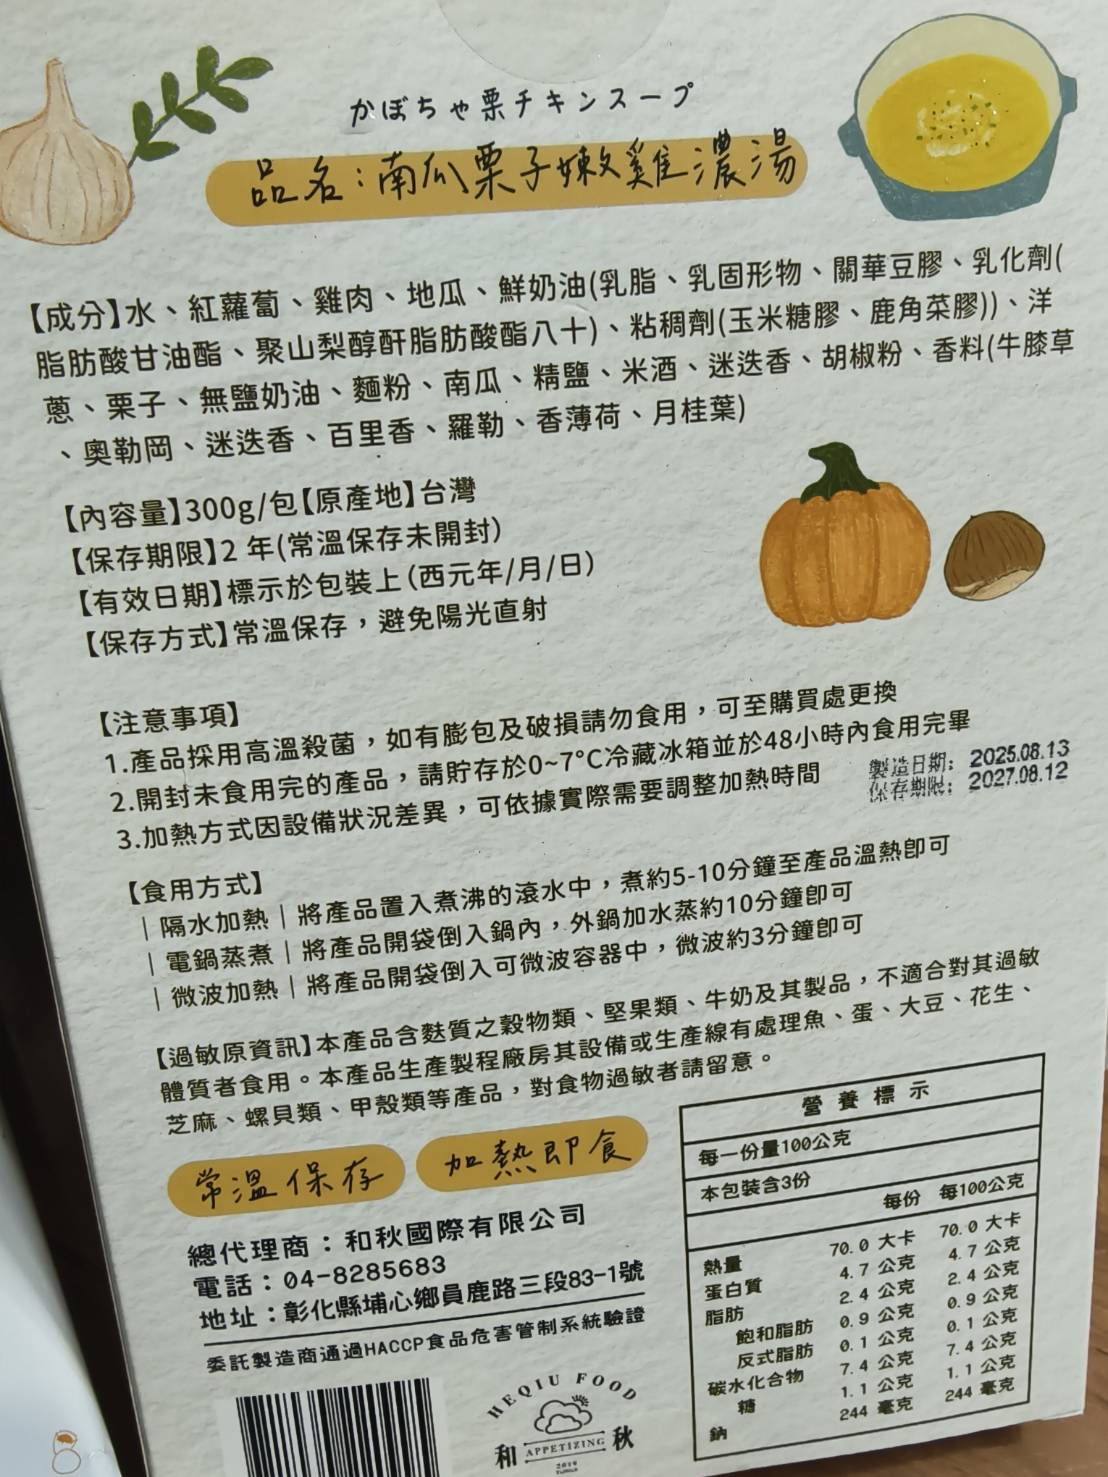 かぼちゃ栗チキンスープ
品名：南瓜栗子嫩雞濃湯
【成分】水、紅蘿蔔、雞肉、地瓜、鮮奶油(乳脂、乳固形物、關華豆膠、乳化劑(
脂肪酸甘油酯、聚山梨醇酐脂肪酸酯八十)、粘稠劑(玉米糖膠、鹿角菜膠))、洋
蔥、栗子、無鹽奶油、麵粉、南瓜、精鹽、米酒、迷迭香、胡椒粉、香料(牛膝草
、奧勒岡、迷迭香、百里香、羅勒、香薄荷、月桂葉)
【內容量】300g/包【原產地】台灣
【保存期限】2 年(常溫保存未開封)
【有效日期】標示於包裝上(西元年/月/日)
【保存方式】常溫保存，避免陽光直射
【注意事項】
1.產品採用高溫殺菌，如有膨包及破損請勿食用，可至購買處更換
2.開封未食用完的產品，請貯存於0~7°C冷藏冰箱並於48小時內食用完畢
3.加熱方式因設備狀況差異，可依據實際需要調整加熱時間
製造日期: 2025.08.13
保存期限: 2027.08.12
【食用方式】
｜隔水加熱｜將產品置入煮沸的滾水中，煮約5-10分鐘至產品溫熱即可
｜電鍋蒸煮｜將產品開袋倒入鍋內，外鍋加水蒸約10分鐘即可
｜微波加熱｜將產品開袋倒入可微波容器中，微波約3分鐘即可
【過敏原資訊】本產品含麩質之穀物類、堅果類、牛奶及其製品，不適合對其過敏
體質者食用。本產品生產製程廠房其設備或生產線有處理魚、蛋、大豆、花生、
芝麻、螺貝類、甲殼類等產品，對食物過敏者請留意。
常溫保存
加熱即食
總代理商：和秋國際有限公司
電話：04-8285683
地址：彰化縣埔心鄉員鹿路三段83-1號
委託製造商通過HACCP食品危害管制系統驗證
HEQIU FOOD
和 APPETIZING 秋
2019
營養標示
每一份量100公克
本包裝含3份
每份 每100公克
熱量 70.0 大卡 70.0 大卡
蛋白質 4.7 公克 4.7 公克
脂肪 2.4 公克 2.4 公克
飽和脂肪 0.9 公克 0.9 公克
反式脂肪 0.1 公克 0.1 公克
碳水化合物 7.4 公克 7.4 公克
糖 1.1 公克 1.1 公克
鈉 244 毫克 244 毫克